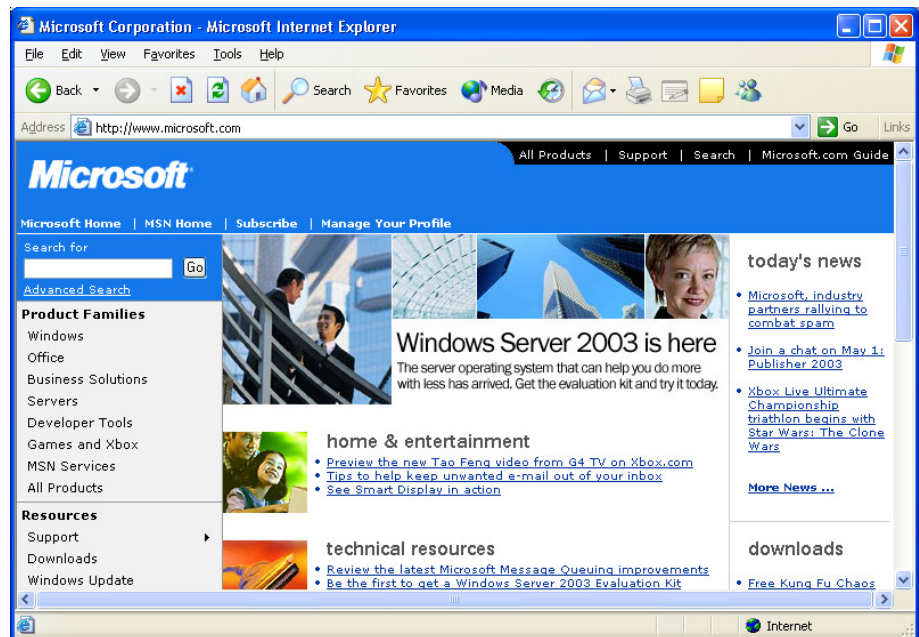 Microsoft Corporation - Microsoft Internet Explorer
File Edit View Favorites Tools Help
Back Search Favorites Media
Address http://www.microsoft.com Go Links
All Products | Support | Search | Microsoft.com Guide
Microsoft
Microsoft Home | MSN Home | Subscribe | Manage Your Profile
Search for
Go
Advanced Search
Product Families
Windows
Office
Business Solutions
Servers
Developer Tools
Games and Xbox
MSN Services
All Products
Resources
Support
Downloads
Windows Update
Windows Server 2003 is here
The server operating system that can help you do more
with less has arrived. Get the evaluation kit and try it today.
home & entertainment
• Preview the new Tao Feng video from G4 TV on Xbox.com
• Tips to help keep unwanted e-mail out of your inbox
• See Smart Display in action
technical resources
• Review the latest Microsoft Message Queuing improvements
• Be the first to get a Windows Server 2003 Evaluation Kit
today's news
• Microsoft, industry
partners rallying to
combat spam
• Join a chat on May 1:
Publisher 2003
• Xbox Live Ultimate
Championship
triathlon begins with
Star Wars: The Clone
Wars
More News ...
downloads
• Free Kung Fu Chaos
Internet